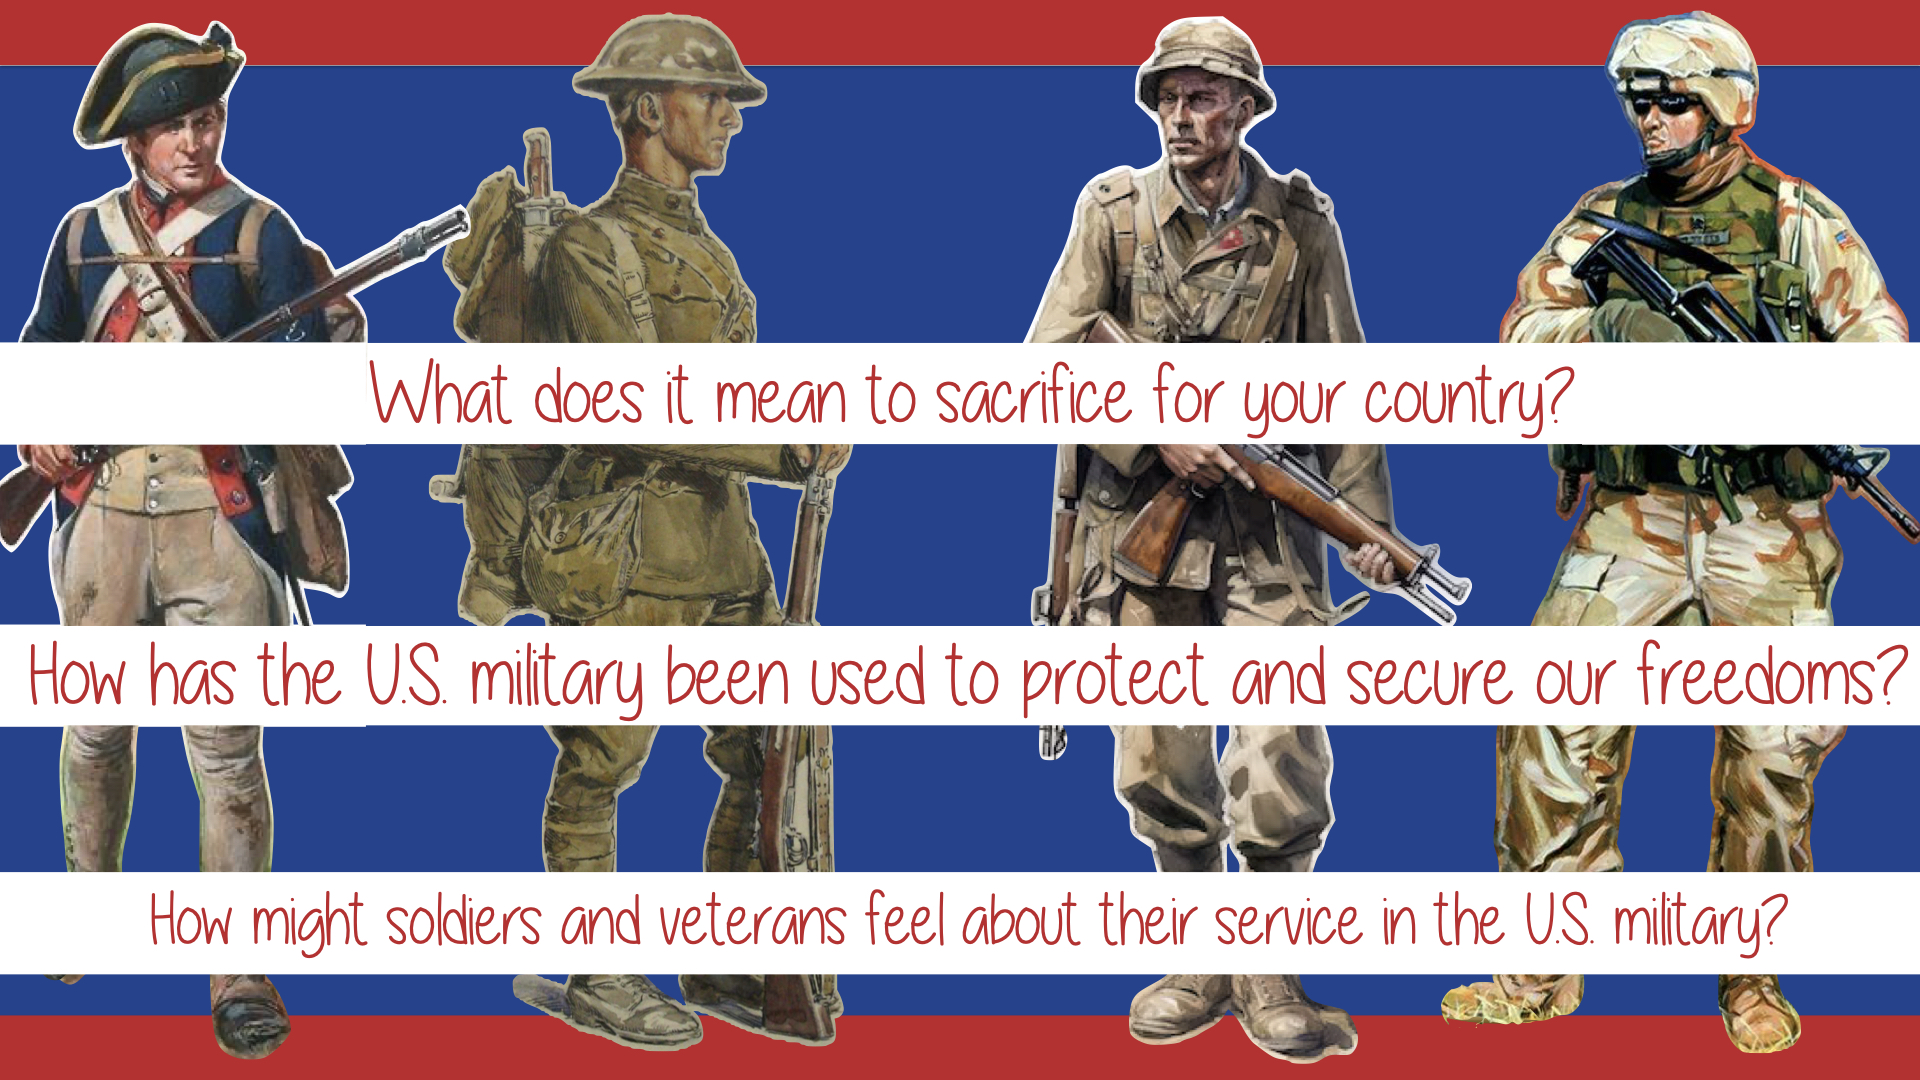 What does it mean to sacrifice for your country?
How has the U.S. military been used to protect and secure our freedoms?
How might soldiers and veterans feel about their service in the U.S. military?